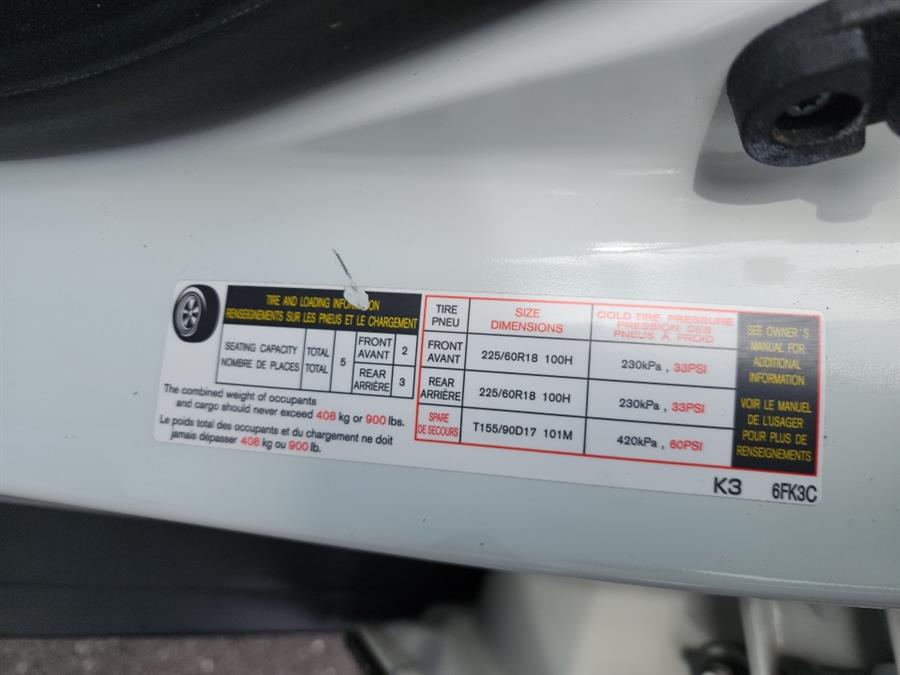 TIRE AND LOADING INFORMATION
RENSEIGNEMENTS SUR LES PNEUS ET LE CHARGEMENT
SEATING CAPACITY
NOMBRE DE PLACES
TOTAL
TOTAL
5
FRONT
AVANT
2
REAR
ARRIÈRE
3
The combined weight of occupants
and cargo should never exceed 408 kg or 900 lbs.
Le poids total des occupants et du chargement ne doit
jamais dépasser 408 kg ou 900 lb.
TIRE
PNEU
SIZE
DIMENSIONS
COLD TIRE PRESSURE
PRESSION DES
PNEUS À FROID
FRONT
AVANT
225/60R18 100H
230kPa , 33PSI
REAR
ARRIÈRE
225/60R18 100H
230kPa , 33PSI
SPARE
DE SECOURS
T155/90D17 101M
420kPa , 60PSI
SEE OWNER'S
MANUAL FOR
ADDITIONAL
INFORMATION
VOIR LE MANUEL
DE L'USAGER
POUR PLUS DE
RENSEIGNEMENTS
K3 6FK3C